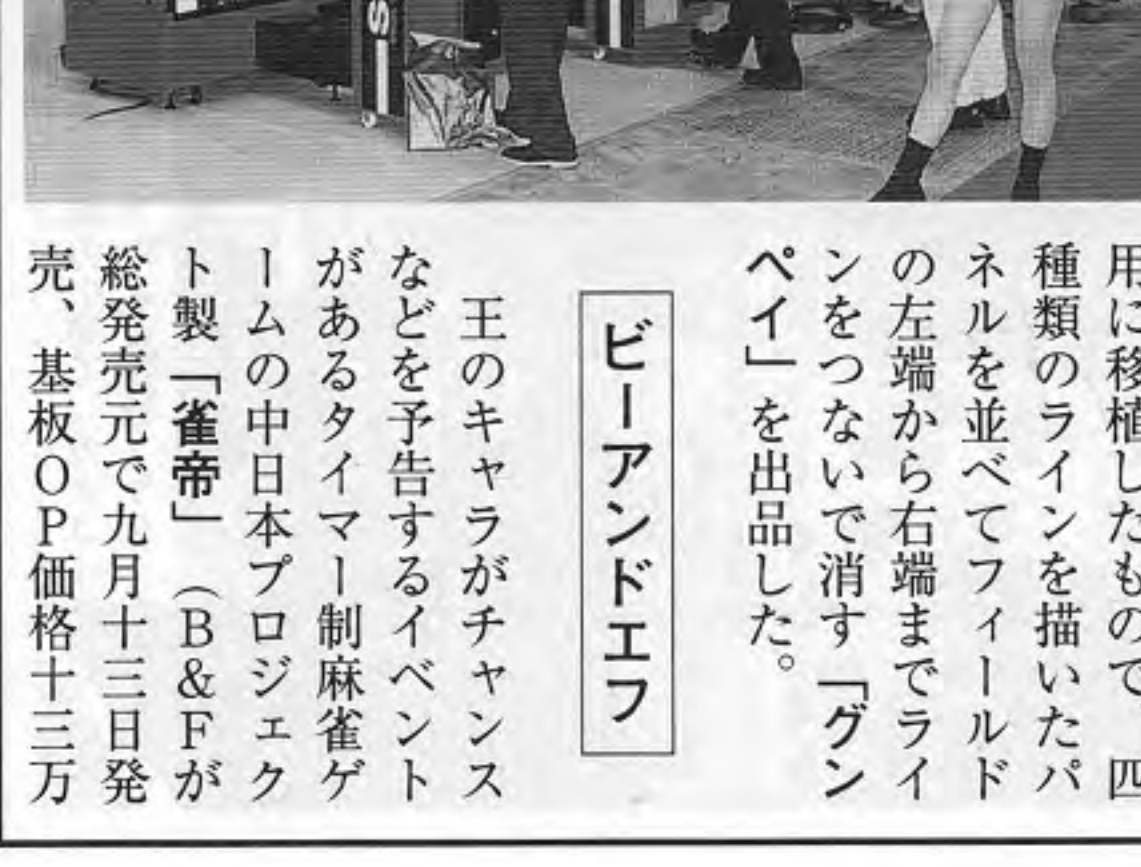 用に移植したもので、四
種類のラインを描いたパ
ネルを並べてフィールド
の左端から右端までライ
ンをつないで消す「グン
ペイ」を出品した。
ビーアンドエフ
王のキャラがチャンス
などを予告するイベント
があるタイマー制麻雀ゲ
ームの中日本プロジェク
ト製「雀帝」（B&Fが
総発売元で九月十三日発
売、基板OP価格十三万